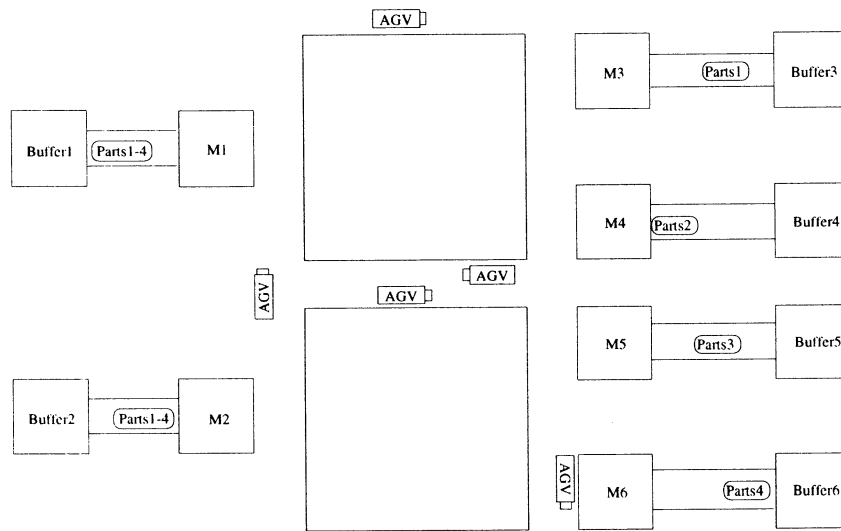 AGV
M3
Parts1
Buffer3
Buffer1
Parts1-4
M1
M4
Parts2
Buffer4
AGV
AGV
AGV
M5
Parts3
Buffer5
Buffer2
Parts1-4
M2
AGV
M6
Parts4
Buffer6